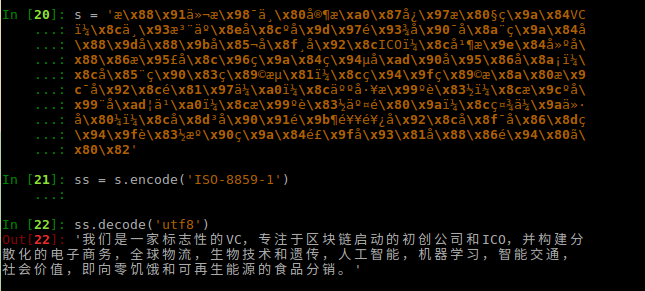 In [20]: s = 'æ\x88\x91ä»¬æ\x98¯ä¸\x80å®¶æ\xa0\x87å¿\x97æ\x80§ç\x9a\x84VC
...: ï¼\x8cä¸\x93æ³¨äº\x8eå\x8cºå\x9d\x97é\x93¾å\x90¯å\x8a¨ç\x9a\x84å
...: \x88\x9då\x88\x9bå\x85¬å\x8f¸å\x92\x8cICOï¼\x8cå¹¶æ\x9e\x84å»ºå
...: \x88\x86æ\x95£å\x8c\x96ç\x9a\x84ç\x94µå\xad\x90å\x95\x86å\x8a¡ï¼\
...: x8cå\x85¨ç\x90\x83ç\x89©æµ\x81ï¼\x8cç\x94\x9fç\x89©æ\x8a\x80æ\x9
...: c¯å\x92\x8cé\x81\x97ä¼\xa0ï¼\x8cäººå·¥æ\x99ºè\x83½ï¼\x8cæ\x9cºå\
...: x99¨å\xad¦ä¹\xa0ï¼\x8cæ\x99ºè\x83½äº¤é\x80\x9aï¼\x8cç¤¾ä¼\x9aä»·
...: å\x80¼ï¼\x8cå\x8d³å\x90\x91é\x9b¶é¥¥é¥¿å\x92\x8cå\x8f¯å\x86\x8dç
...: \x94\x9fè\x83½æº\x90ç\x9a\x84é£\x9få\x93\x81å\x88\x86é\x94\x80ã\
...: x80\x82'
In [21]: ss = s.encode('ISO-8859-1')
...:
In [22]: ss.decode('utf8')
Out[22]: '我们是一家标志性的VC，专注于区块链启动的初创公司和ICO，并构建分
散化的电子商务，全球物流，生物技术和遗传，人工智能，机器学习，智能交通，
社会价值，即向零饥饿和可再生能源的食品分销。'